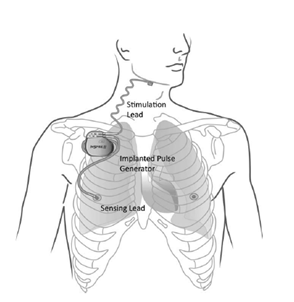 Stimulation
Lead
Implanted Pulse
Generator
Sensing Lead